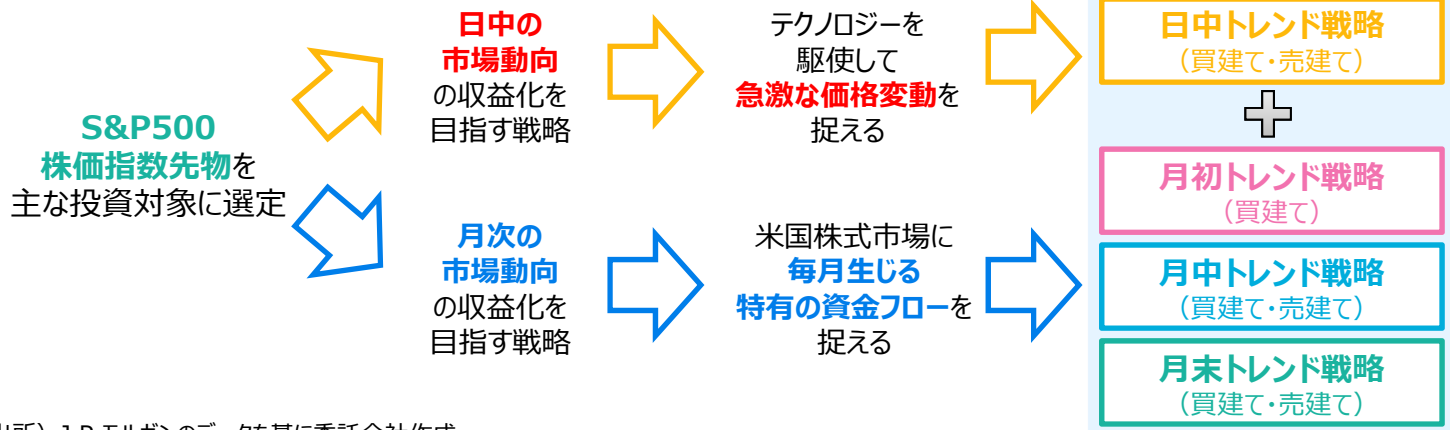 S&P500
株価指数先物を
主な投資対象に選定
日中の
市場動向
の収益化を
目指す戦略
テクノロジーを
駆使して
急激な価格変動を
捉える
日中トレンド戦略
（買建て・売建て）
月次の
市場動向
の収益化を
目指す戦略
米国株式市場に
毎月生じる
特有の資金フローを
捉える
月初トレンド戦略
（買建て）
月中トレンド戦略
（買建て・売建て）
月末トレンド戦略
（買建て・売建て）